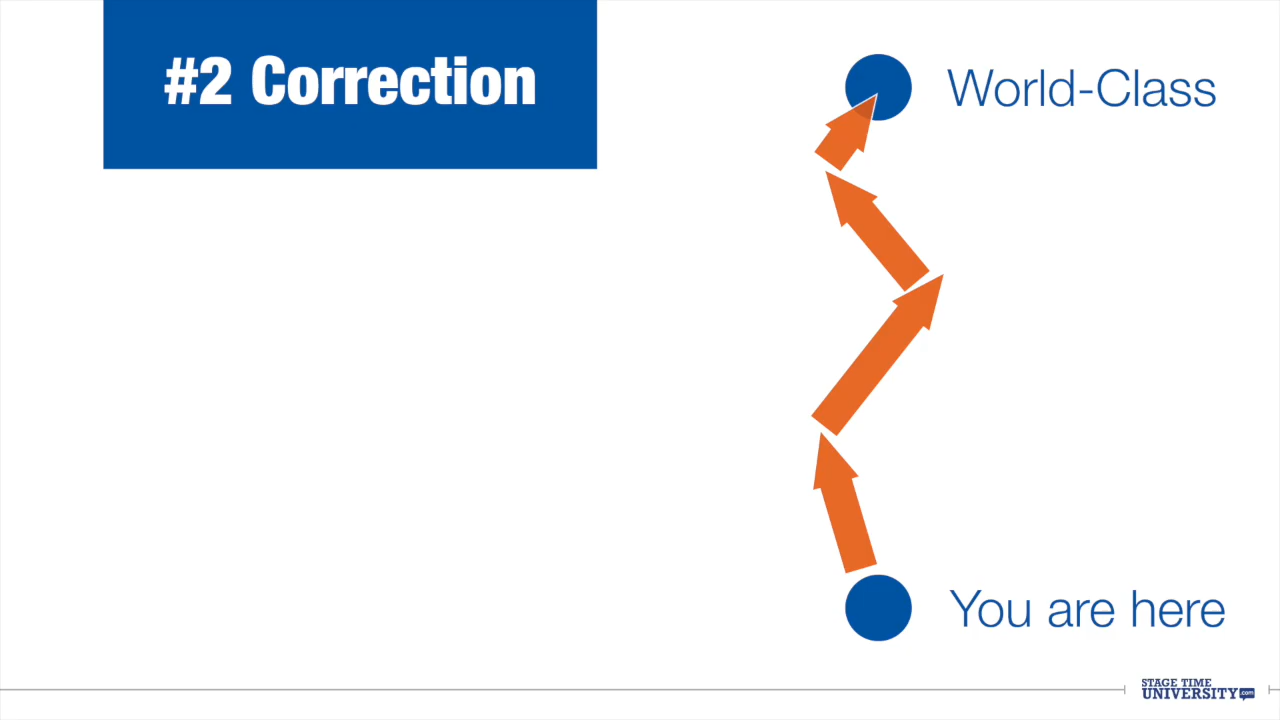 #2 Correction
World-Class
You are here
STAGE TIME
UNIVERSITY.com